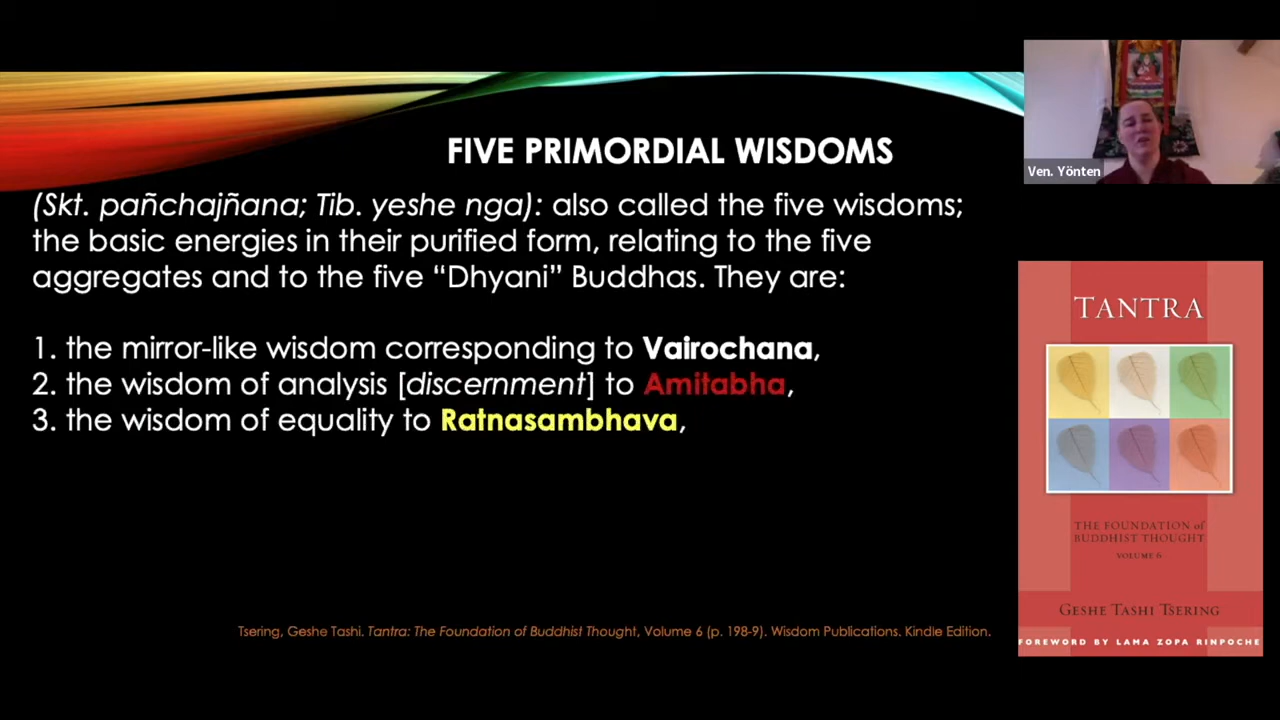 FIVE PRIMORDIAL WISDOMS
(Skt. pañchajñana; Tib. yeshe nga): also called the five wisdoms;
the basic energies in their purified form, relating to the five
aggregates and to the five “Dhyani” Buddhas. They are:
1. the mirror-like wisdom corresponding to Vairochana,
2. the wisdom of analysis [discernment] to Amitabha,
3. the wisdom of equality to Ratnasambhava,
Tsering, Geshe Tashi. Tantra: The Foundation of Buddhist Thought, Volume 6 (p. 198-9). Wisdom Publications. Kindle Edition.
Ven. Yönten
TANTRA
THE FOUNDATION of
BUDDHIST THOUGHT
VOLUME 6
GESHE TASHI TSERING
FOREWORD BY LAMA ZOPA RINPOCHE